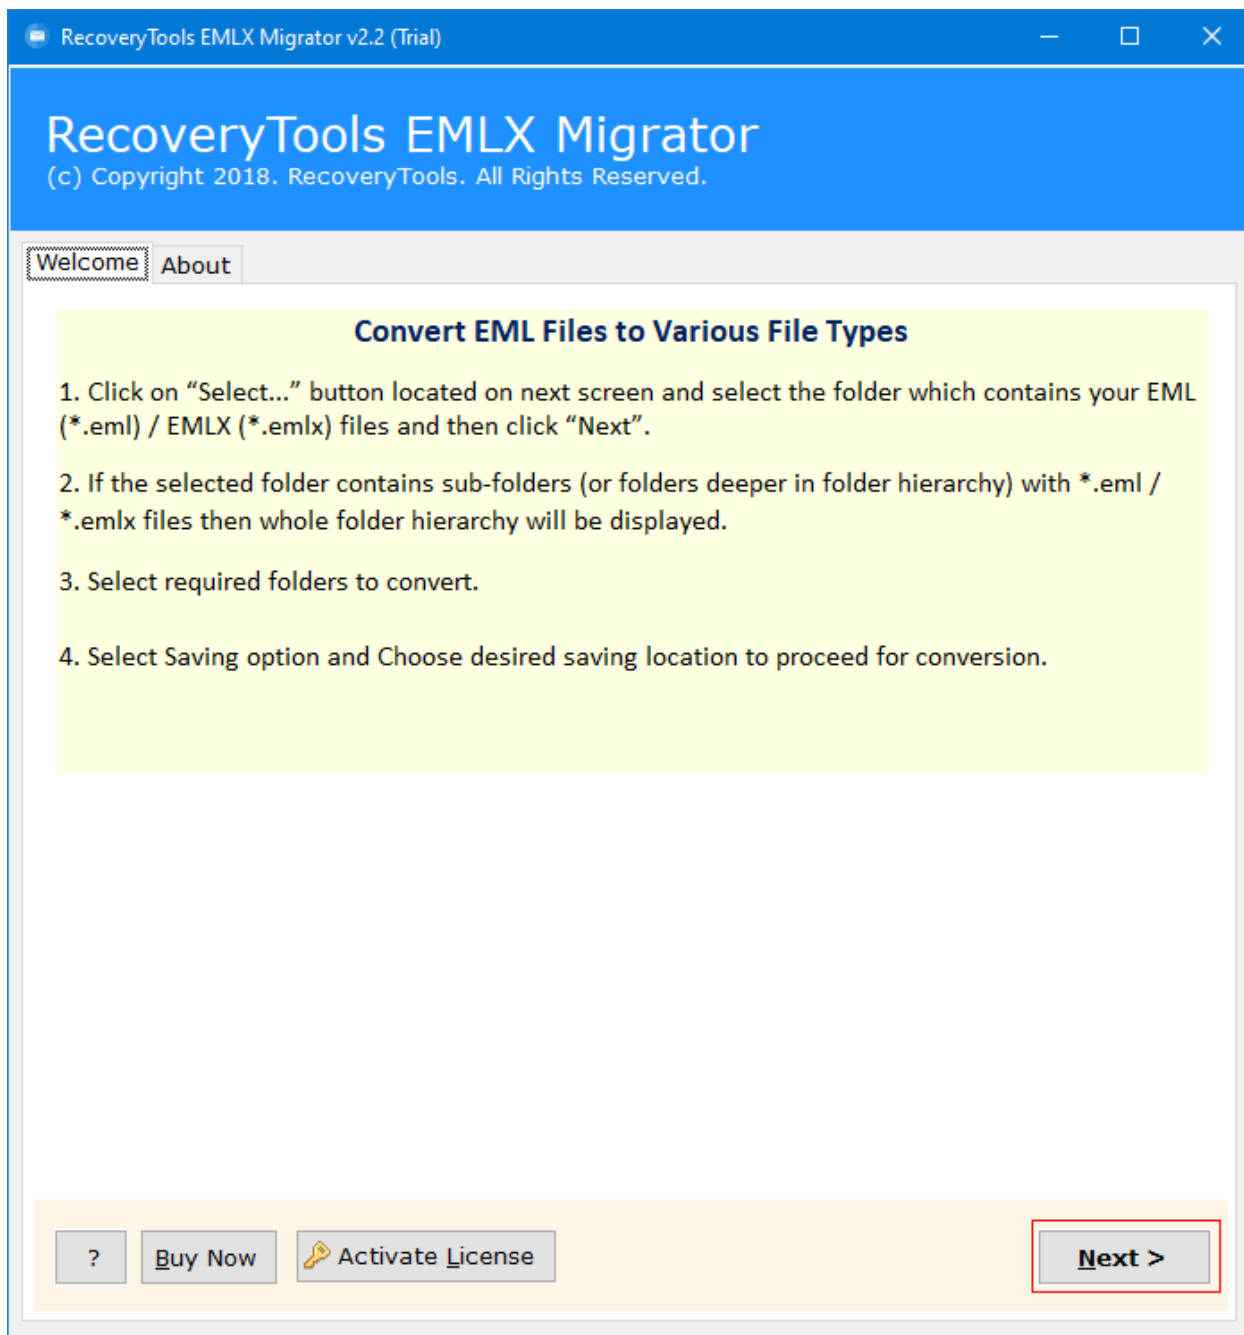 RecoveryTools EMLX Migrator v2.2 (Trial)
RecoveryTools EMLX Migrator
(c) Copyright 2018. RecoveryTools. All Rights Reserved.
Welcome About
Convert EML Files to Various File Types
1. Click on “Select...” button located on next screen and select the folder which contains your EML
(*.eml) / EMLX (*.emlx) files and then click “Next”.
2. If the selected folder contains sub-folders (or folders deeper in folder hierarchy) with *.eml /
*.emlx files then whole folder hierarchy will be displayed.
3. Select required folders to convert.
4. Select Saving option and Choose desired saving location to proceed for conversion.
? Buy Now Activate License Next >